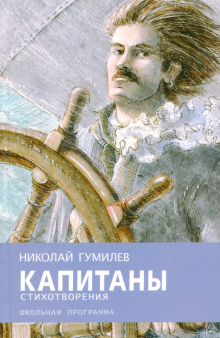 НИКОЛАЙ ГУМИЛЕВ
КАПИТАНЫ
СТИХОТВОРЕНИЯ
ШКОЛЬНАЯ ПРОГРАММА